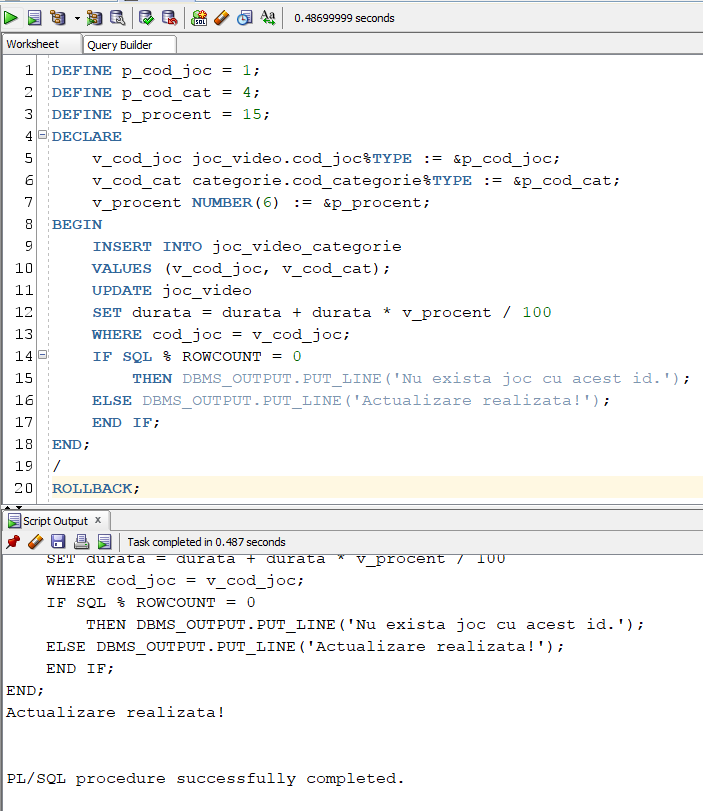 0.48699999 seconds
Worksheet Query Builder
1 DEFINE p_cod_joc = 1;
2 DEFINE p_cod_cat = 4;
3 DEFINE p_procent = 15;
4 DECLARE
5 v_cod_joc joc_video.cod_joc%TYPE := &p_cod_joc;
6 v_cod_cat categorie.cod_categorie%TYPE := &p_cod_cat;
7 v_procent NUMBER(6) := &p_procent;
8 BEGIN
9 INSERT INTO joc_video_categorie
10 VALUES (v_cod_joc, v_cod_cat);
11 UPDATE joc_video
12 SET durata = durata + durata * v_procent / 100
13 WHERE cod_joc = v_cod_joc;
14 IF SQL % ROWCOUNT = 0
15 THEN DBMS_OUTPUT.PUT_LINE('Nu exista joc cu acest id.');
16 ELSE DBMS_OUTPUT.PUT_LINE('Actualizare realizata!');
17 END IF;
18 END;
19 /
20 ROLLBACK;
Script Output x
Task completed in 0.487 seconds
SET durata = durata + durata * v_procent / 100
WHERE cod_joc = v_cod_joc;
IF SQL % ROWCOUNT = 0
THEN DBMS_OUTPUT.PUT_LINE('Nu exista joc cu acest id.');
ELSE DBMS_OUTPUT.PUT_LINE('Actualizare realizata!');
END IF;
END;
Actualizare realizata!
PL/SQL procedure successfully completed.